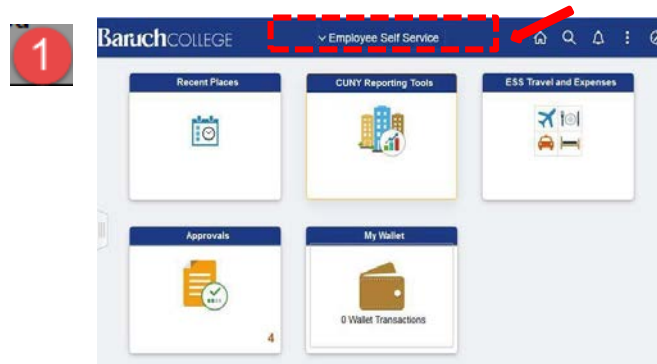 1
BaruchCOLLEGE
Employee Self Service
Recent Places
CUNY Reporting Tools
ESS Travel and Expenses
Approvals
4
My Wallet
0 Wallet Transactions